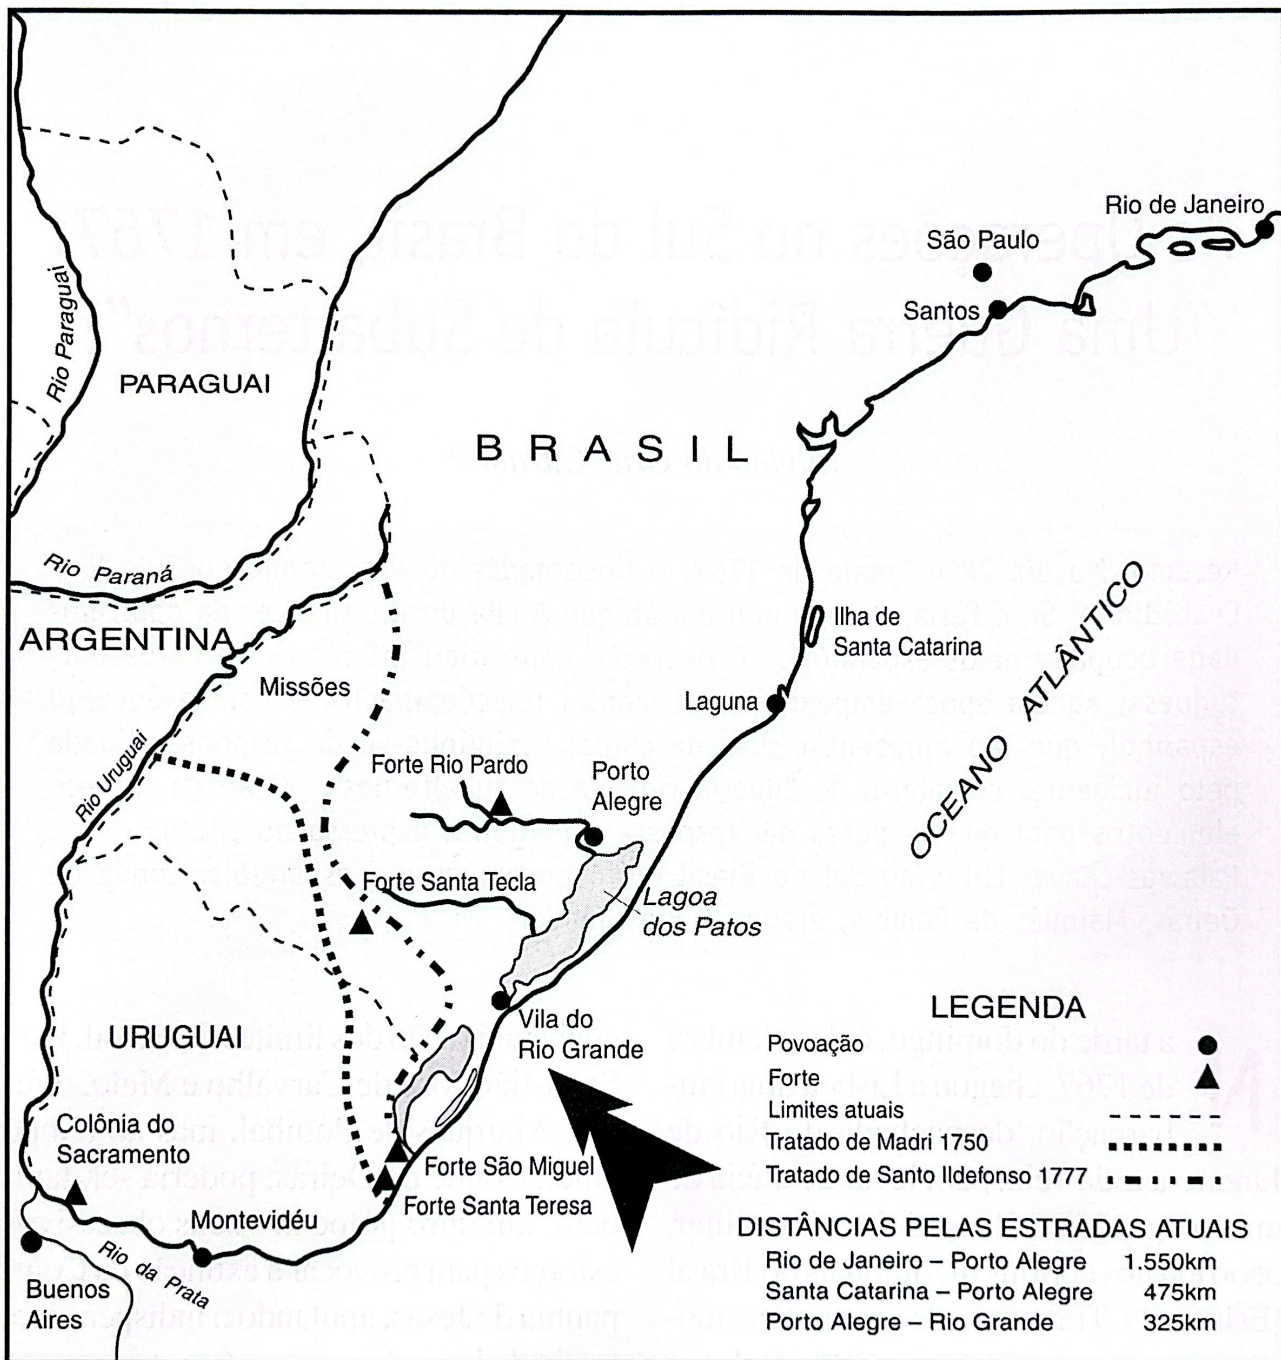 Rio de Janeiro
São Paulo
Santos
Rio Paraguai
PARAGUAI
BRASIL
Rio Paraná
ARGENTINA
Missões
Ilha de
Santa Catarina
OCEANO ATLÂNTICO
Laguna
Rio Uruguai
Forte Rio Pardo
Porto
Alegre
Forte Santa Tecla
Lagoa
dos Patos
Vila do
Rio Grande
URUGUAI
Colônia do
Sacramento
Forte São Miguel
Forte Santa Teresa
Montevidéu
Rio da Prata
Buenos
Aires
LEGENDA
Povoação
Forte
Limites atuais
Tratado de Madri 1750
Tratado de Santo Ildefonso 1777
DISTÂNCIAS PELAS ESTRADAS ATUAIS
Rio de Janeiro – Porto Alegre 1.550km
Santa Catarina – Porto Alegre 475km
Porto Alegre – Rio Grande 325km